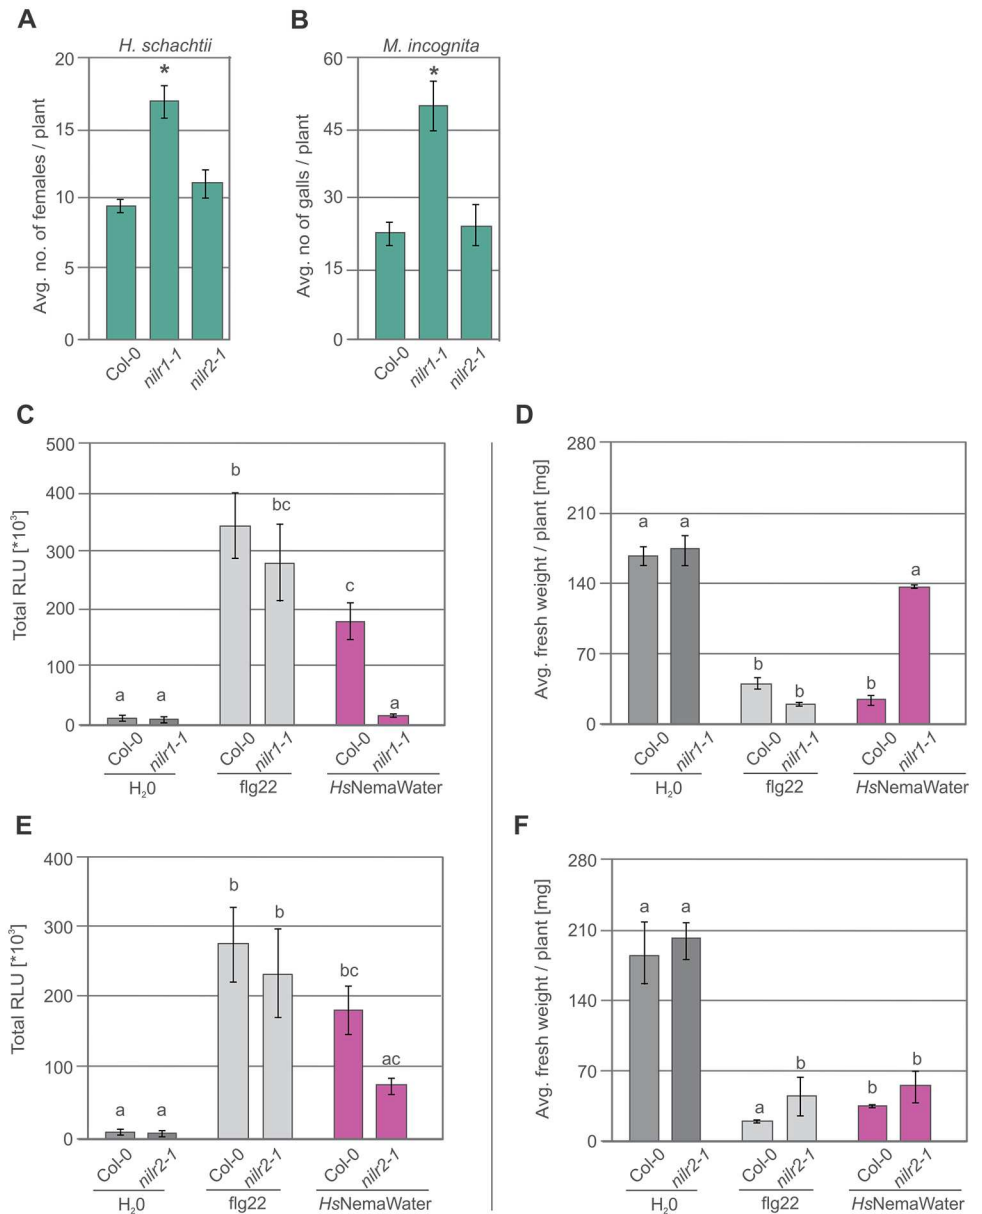 A
H. schachtii
Avg. no. of females / plant
20
15
10
5
0
*
Col-0
nilr1-1
nilr2-1
B
M. incognita
Avg. no of galls / plant
60
45
30
15
0
*
Col-0
nilr1-1
nilr2-1
C
Total RLU [*10³]
500
400
300
200
100
0
a
a
b
bc
c
a
Col-0
nilr1-1
Col-0
nilr1-1
Col-0
nilr1-1
H₂0
flg22
HsNemaWater
D
Avg. fresh weight / plant [mg]
280
210
140
70
0
a
a
b
b
b
a
Col-0
nilr1-1
Col-0
nilr1-1
Col-0
nilr1-1
H₂0
flg22
HsNemaWater
E
Total RLU [*10³]
400
300
200
100
0
a
a
b
b
bc
ac
Col-0
nilr2-1
Col-0
nilr2-1
Col-0
nilr2-1
H₂0
flg22
HsNemaWater
F
Avg. fresh weight / plant [mg]
280
210
140
70
0
a
a
a
b
b
b
Col-0
nilr2-1
Col-0
nilr2-1
Col-0
nilr2-1
H₂0
flg22
HsNemaWater